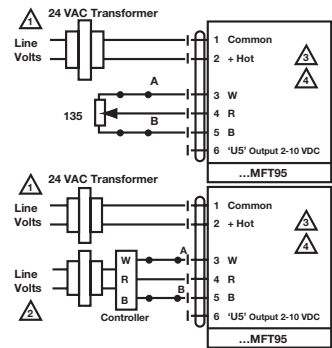 1 24 VAC Transformer
Line
Volts
1 Common
2 + Hot
3
4
A
3 W
135
4 R
B
5 B
6 'U5' Output 2-10 VDC
...MFT95
1 24 VAC Transformer
Line
Volts
1 Common
2 + Hot
3
4
Line
Volts
2
W
R
B
Controller
A
3 W
4 R
B
5 B
6 'U5' Output 2-10 VDC
...MFT95